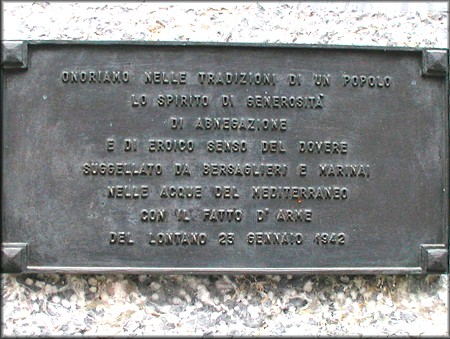 ONORIAMO NELLE TRADIZIONI DI UN POPOLO
LO SPIRITO DI GENEROSITÀ
DI ABNEGAZIONE
E DI EROICO SENSO DEL DOVERE
SUGGELLATO DA BERSAGLIERI E MARINAI
NELLE ACQUE DEL MEDITERRANEO
CON IL FATTO D'ARME
DEL LONTANO 23 GENNAIO 1942